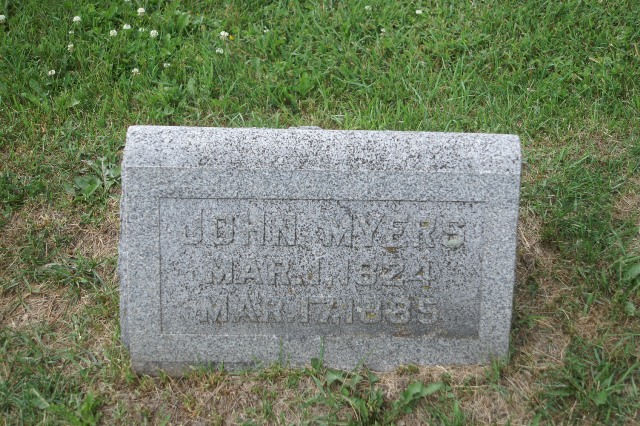 JOHN MYERS
MAR. 1, 1824
MAR. 17, 1885